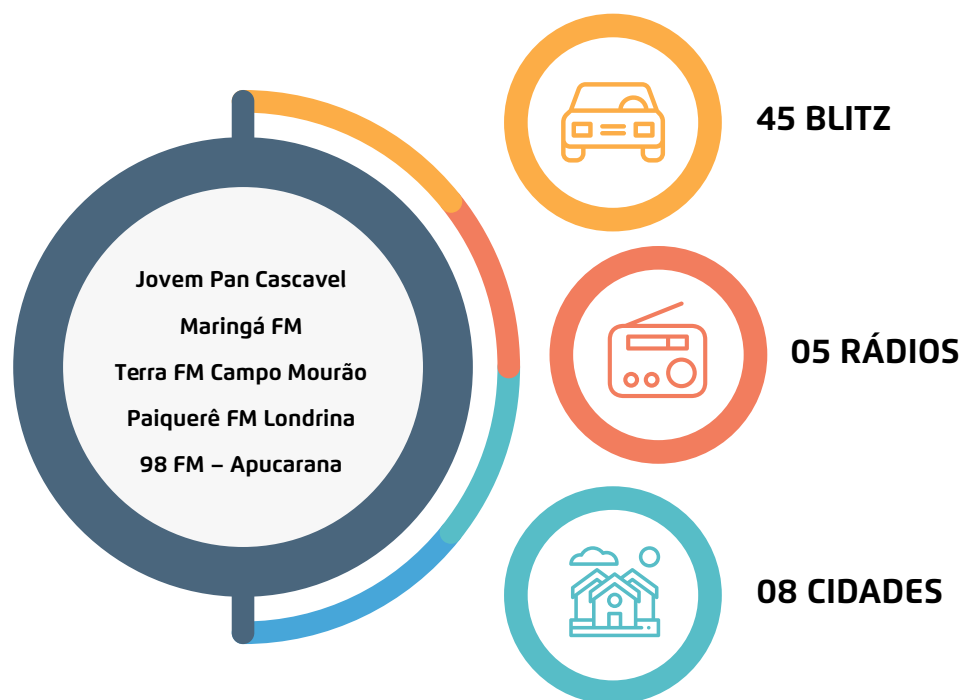 Jovem Pan Cascavel
Maringá FM
Terra FM Campo Mourão
Paiquerê FM Londrina
98 FM – Apucarana
45 BLITZ
05 RÁDIOS
08 CIDADES